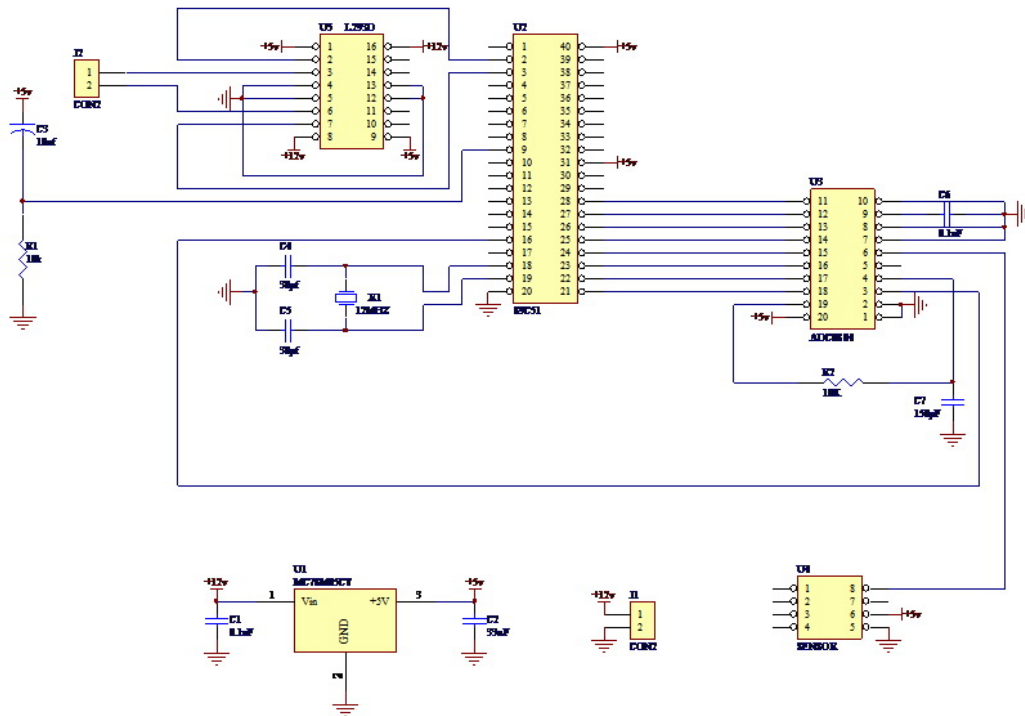 U5 L293D
+5v 1 16 +12v
2 15
3 14
4 13
5 12
6 11
7 10
8 9
+12v +5v
J2
1
2
CON2
+5v
C3
10uf
R1
10k
U2
1 40 +5v
2 39
3 38
4 37
5 36
6 35
7 34
8 33
9 32
10 31 +5v
11 30
12 29
13 28
14 27
15 26
16 25
17 24
18 23
19 22
20 21
89C51
C4
30pf
X1
12MHZ
C5
30pf
U3
11 10
12 9
13 8
14 7
15 6
16 5
17 4
18 3
19 2
+5v 20 1
ADC0804
C6
0.1uF
R2
10K
C7
150pF
U1
MC78M05CT
+12v 1 Vin +5V 3 +5v
GND
2
C1
0.1uF
C2
33uF
+12v
J1
1
2
CON2
U4
1 8
2 7
3 6 +5v
4 5
SENSOR